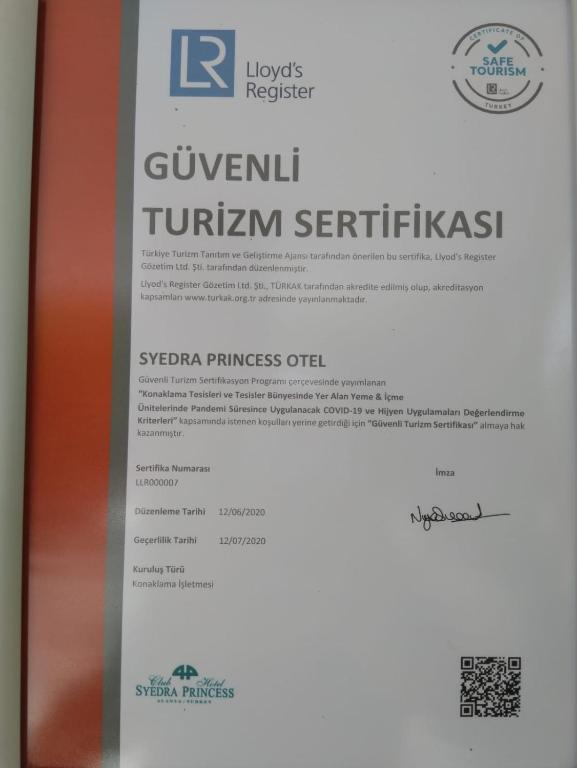 LR
Lloyd's
Register
CERTIFICATE OF
SAFE
TOURISM
TURKEY
GÜVENLİ
TURİZM SERTİFİKASI
Türkiye Turizm Tanıtım ve Geliştirme Ajansı tarafından önerilen bu sertifika, Llyod's Register
Gözetim Ltd. Şti. tarafından düzenlenmiştir.
Llyod's Register Gözetim Ltd. Şti., TÜRKAK tarafından akredite edilmiş olup, akreditasyon
kapsamları www.turkak.org.tr adresinde yayınlanmaktadır.
SYEDRA PRINCESS OTEL
Güvenli Turizm Sertifikasyon Programı çerçevesinde yayımlanan
"Konaklama Tesisleri ve Tesisler Bünyesinde Yer Alan Yeme & İçme
Ünitelerinde Pandemi Süresince Uygulanacak COVID-19 ve Hijyen Uygulamaları Değerlendirme
Kriterleri" kapsamında istenen koşulları yerine getirdiği için "Güvenli Turizm Sertifikası" almaya hak
kazanmıştır.
Sertifika Numarası
LLR000007
İmza
Düzenleme Tarihi 12/06/2020
Geçerlilik Tarihi 12/07/2020
Kuruluş Türü
Konaklama İşletmesi
Club Hotel
SYEDRA PRINCESS
ALANYA / TURKEY